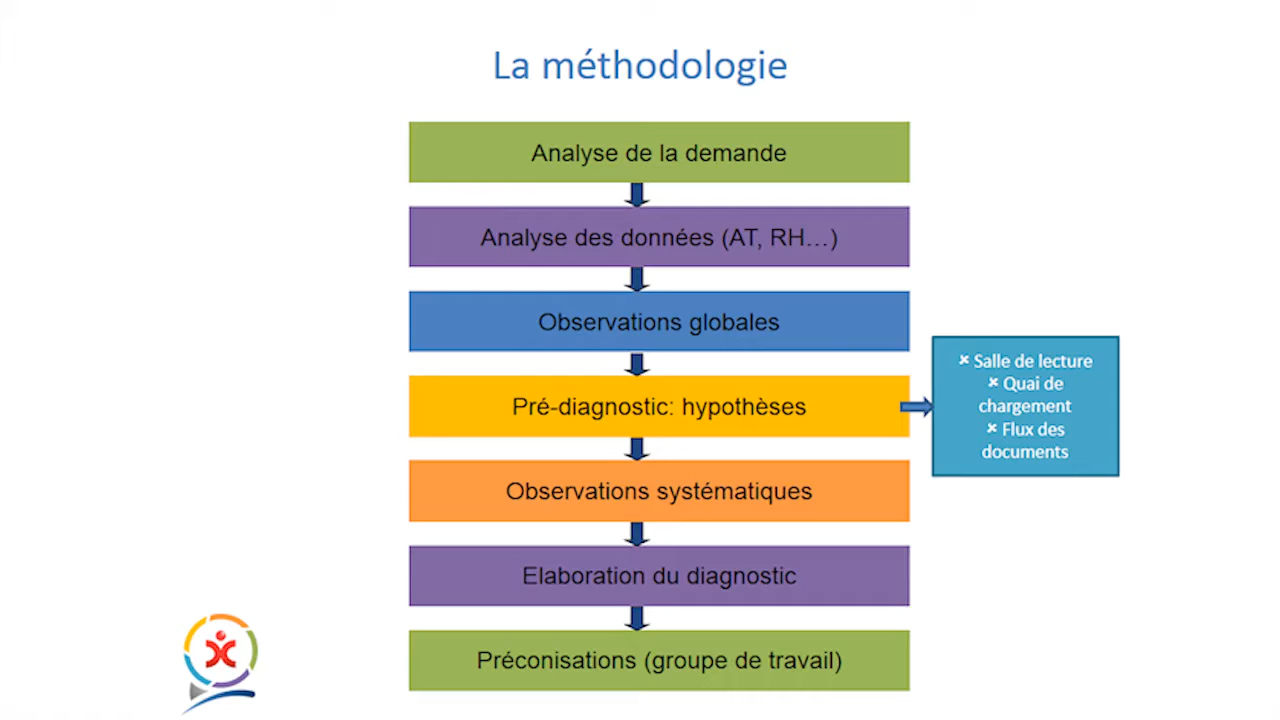 La méthodologie
Analyse de la demande
Analyse des données (AT, RH…)
Observations globales
Pré-diagnostic: hypothèses
× Salle de lecture
× Quai de
chargement
× Flux des
documents
Observations systématiques
Elaboration du diagnostic
Préconisations (groupe de travail)